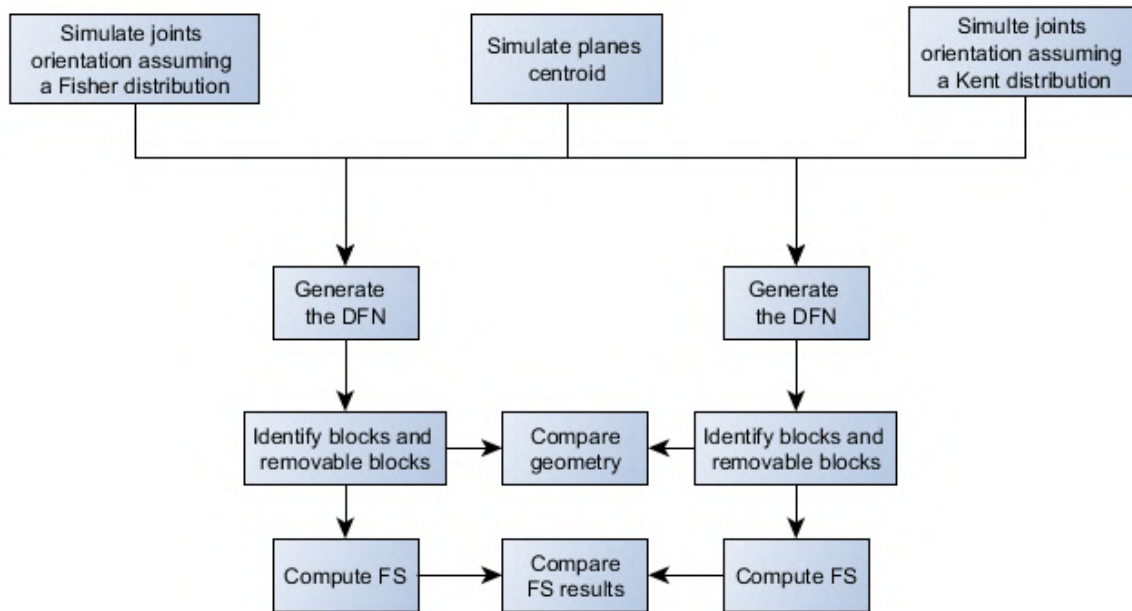 Simulate joints
orientation assuming
a Fisher distribution
Simulate planes
centroid
Simulte joints
orientation assuming
a Kent distribution
Generate
the DFN
Generate
the DFN
Identify blocks and
removable blocks
Compare
geometry
Identify blocks and
removable blocks
Compute FS
Compare
FS results
Compute FS